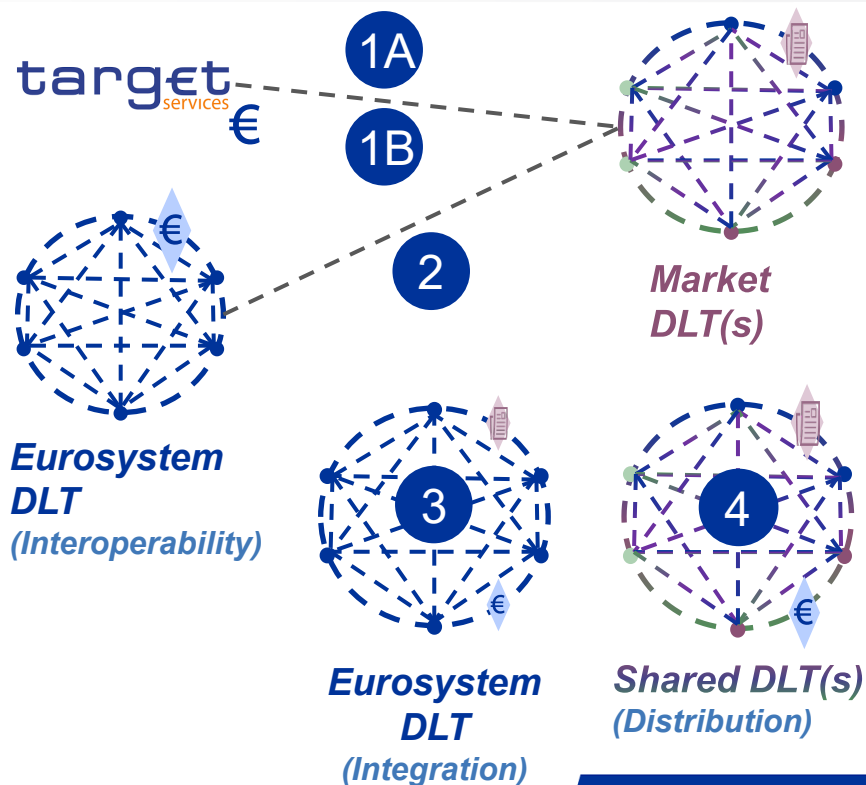 1A
target
services
€
1B
€
2
Market
DLT(s)
Eurosystem
DLT
(Interoperability)
3
€
4
€
Eurosystem
DLT
(Integration)
Shared DLT(s)
(Distribution)